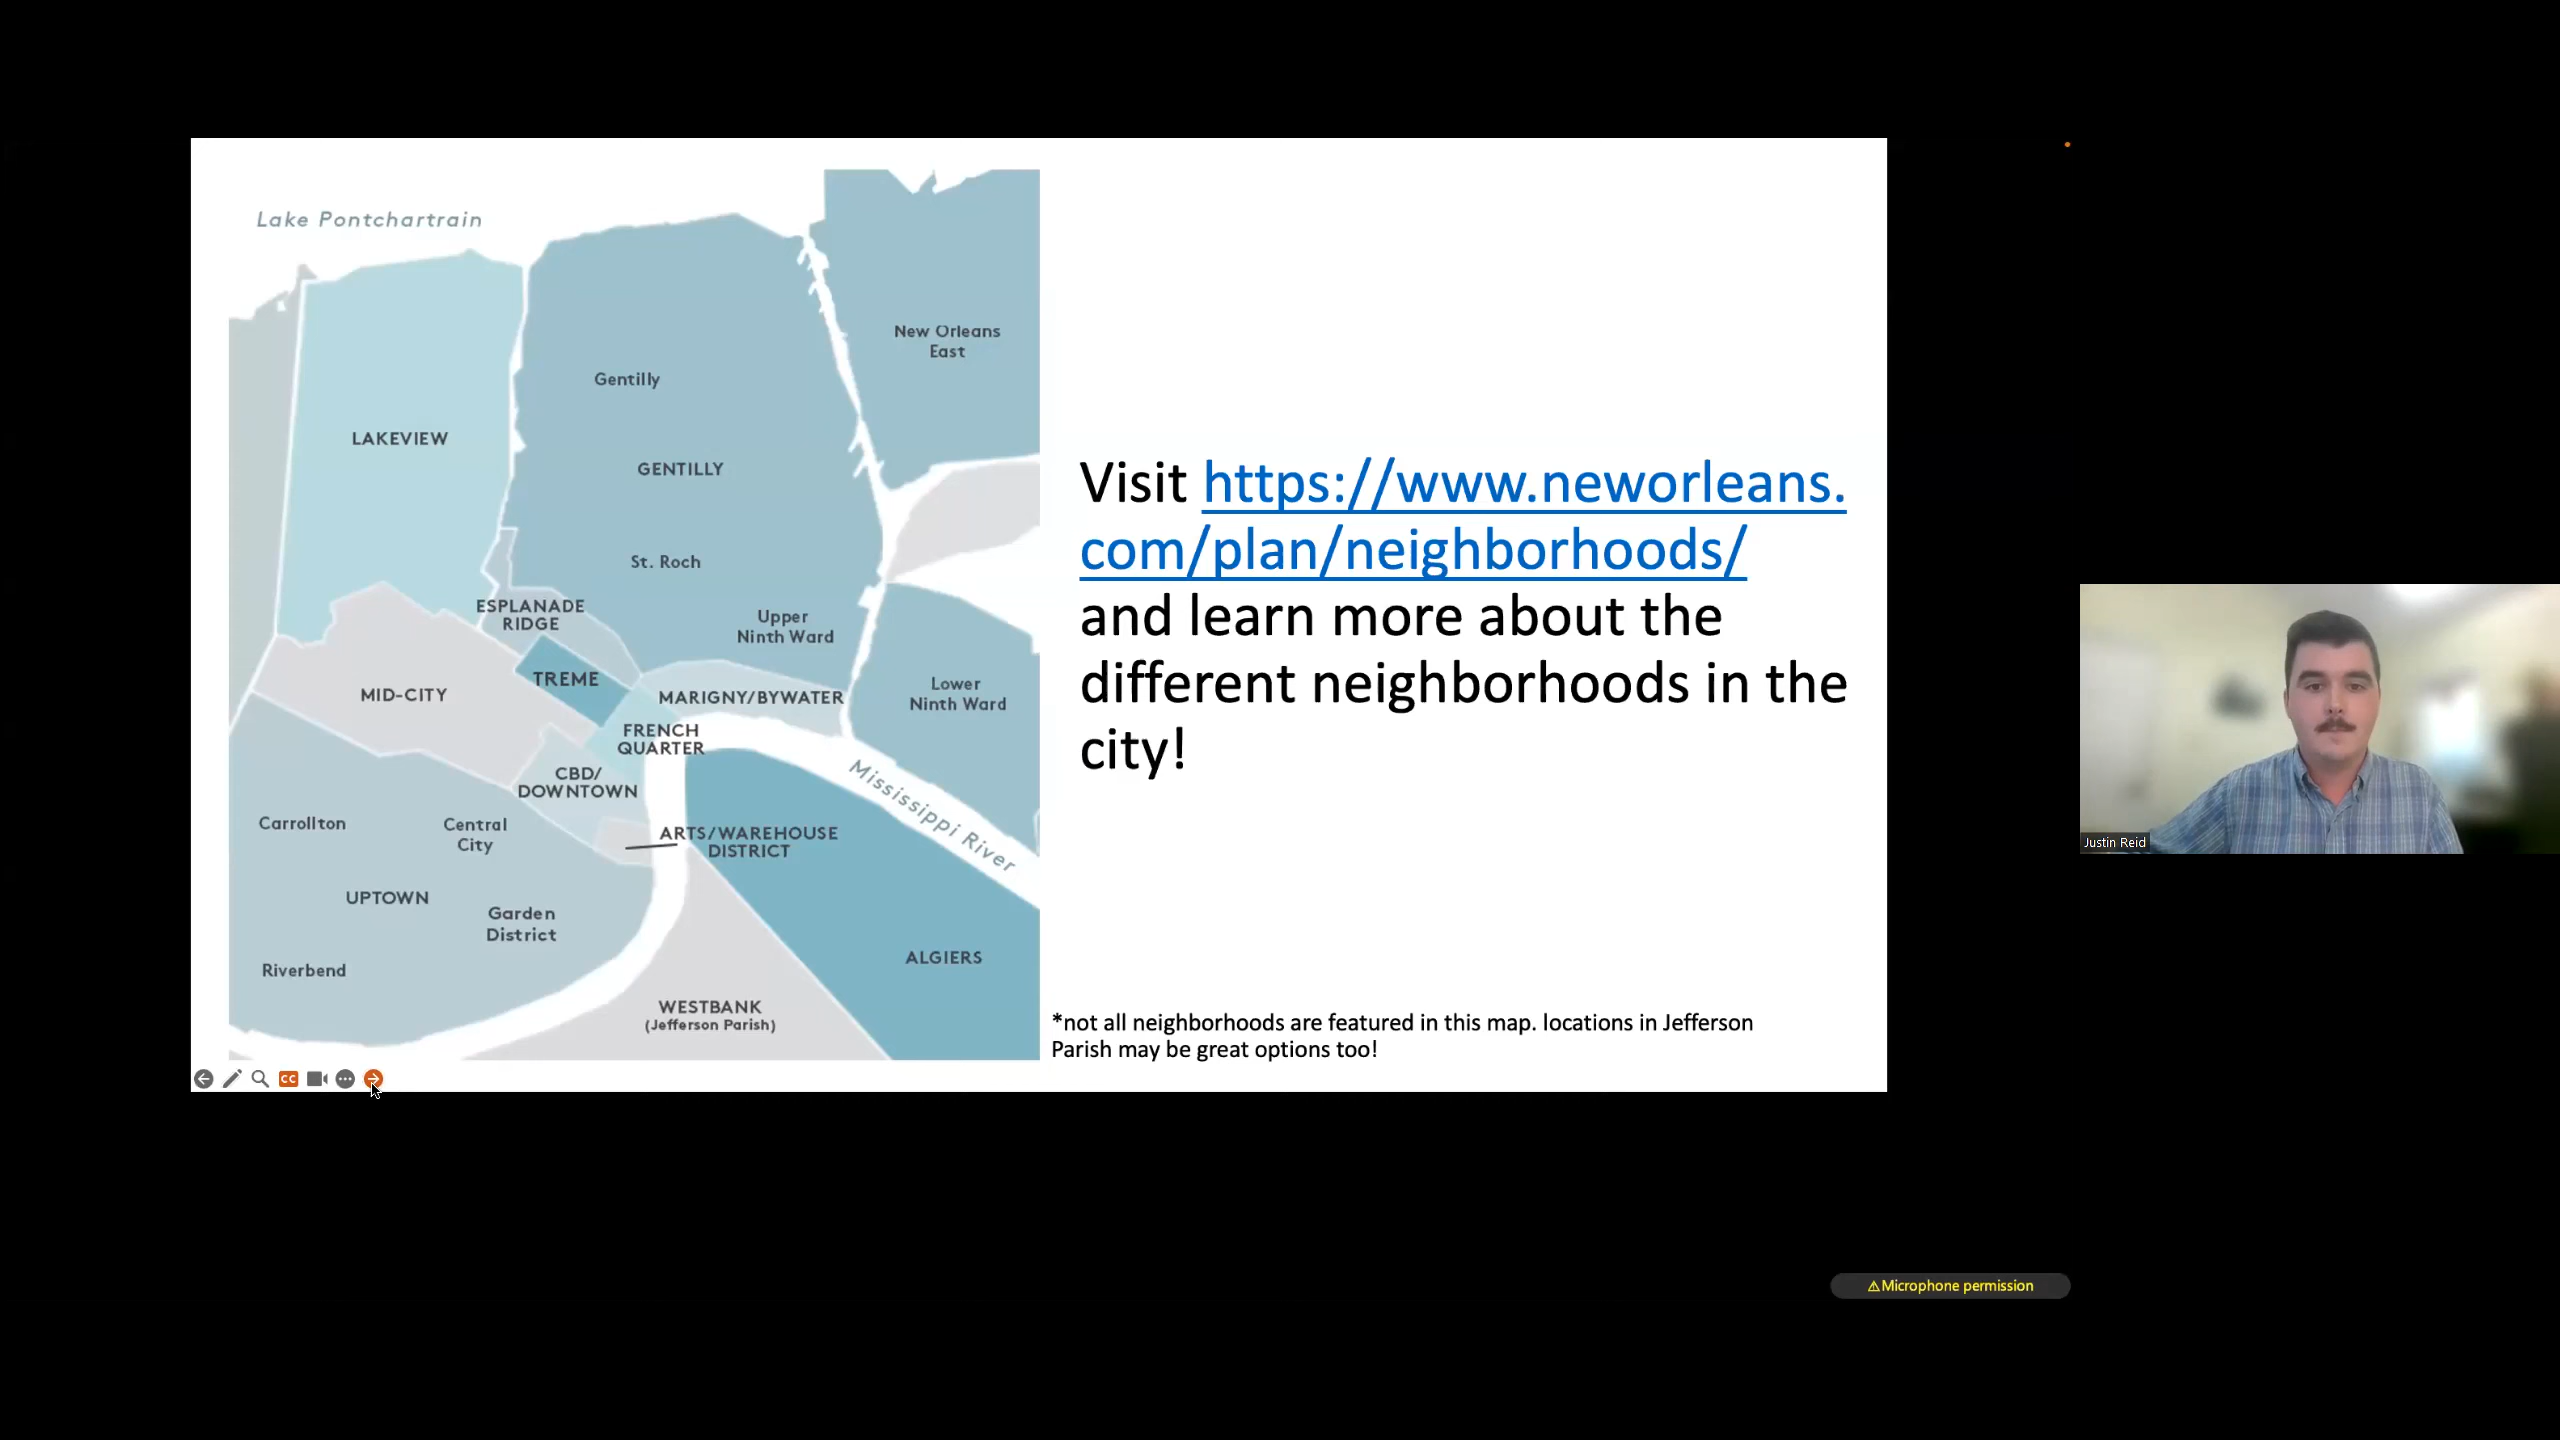 Lake Pontchartrain
New Orleans
East
Gentilly
LAKEVIEW
GENTILLY
St. Roch
ESPLANADE
RIDGE
Upper
Ninth Ward
TREME
MID-CITY
MARIGNY/BYWATER
Lower
Ninth Ward
FRENCH
QUARTER
CBD/
DOWNTOWN
Mississippi River
Carrollton
Central
City
ARTS/WAREHOUSE
DISTRICT
UPTOWN
Garden
District
Riverbend
ALGIERS
WESTBANK
(Jefferson Parish)
Visit https://www.neworleans.
com/plan/neighborhoods/
and learn more about the
different neighborhoods in the
city!
*not all neighborhoods are featured in this map. locations in Jefferson
Parish may be great options too!
CC
Justin Reid
⚠Microphone permission